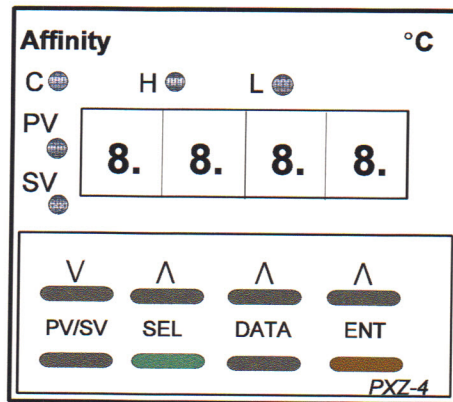 Affinity °C
C H L
PV
8. 8. 8. 8.
SV
V Λ Λ Λ
PV/SV SEL DATA ENT
PXZ-4